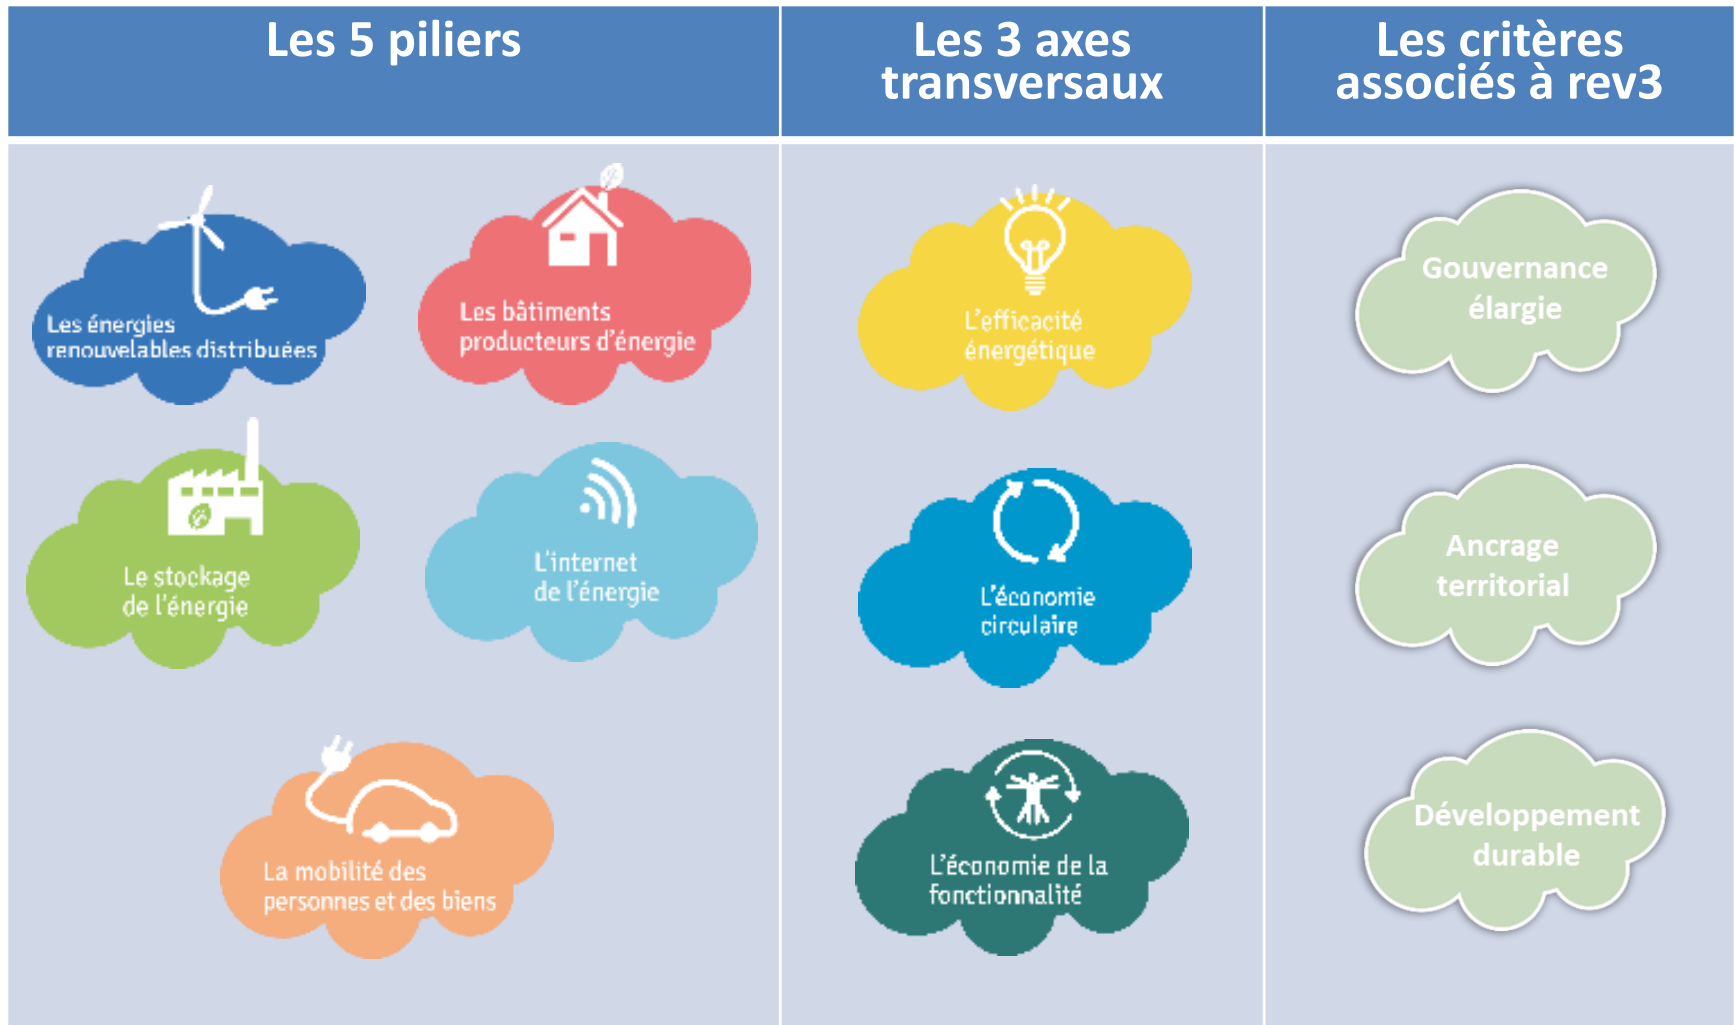 Les 5 piliers
Les 3 axes
transversaux
Les critères
associés à rev3
Les énergies
renouvelables distribuées
Les bâtiments
producteurs d'énergie
Le stockage
de l'énergie
L'internet
de l'énergie
La mobilité des
personnes et des biens
L'efficacité
énergétique
L'économie
circulaire
L'économie de la
fonctionnalité
Gouvernance
élargie
Ancrage
territorial
Développement
durable